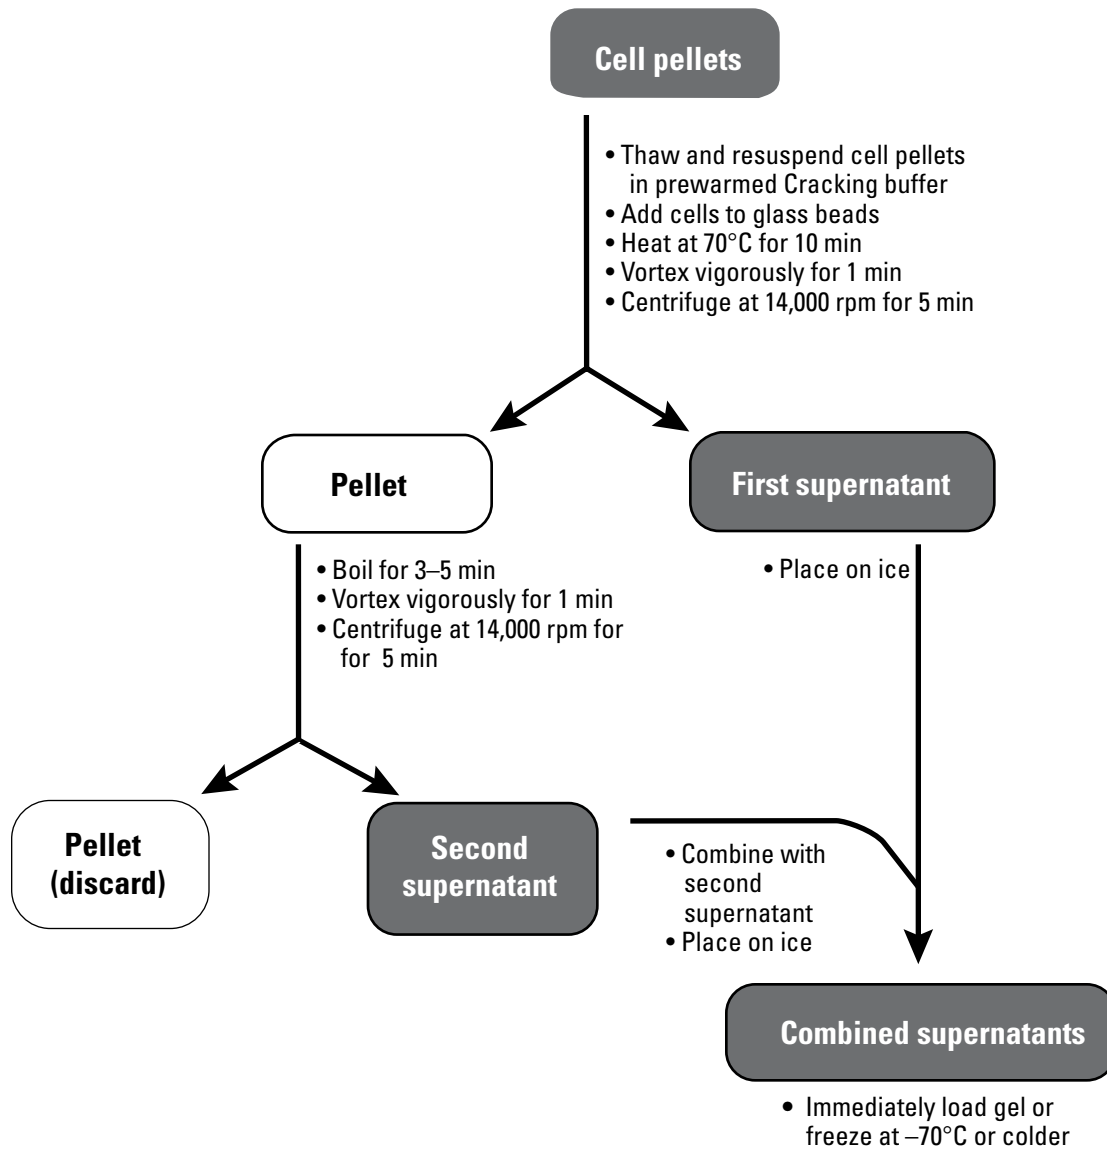 Cell pellets
• Thaw and resuspend cell pellets
in prewarmed Cracking buffer
• Add cells to glass beads
• Heat at 70°C for 10 min
• Vortex vigorously for 1 min
• Centrifuge at 14,000 rpm for 5 min
Pellet
First supernatant
• Boil for 3–5 min
• Vortex vigorously for 1 min
• Centrifuge at 14,000 rpm for
for 5 min
• Place on ice
Pellet
(discard)
Second
supernatant
• Combine with
second
supernatant
• Place on ice
Combined supernatants
• Immediately load gel or
freeze at –70°C or colder